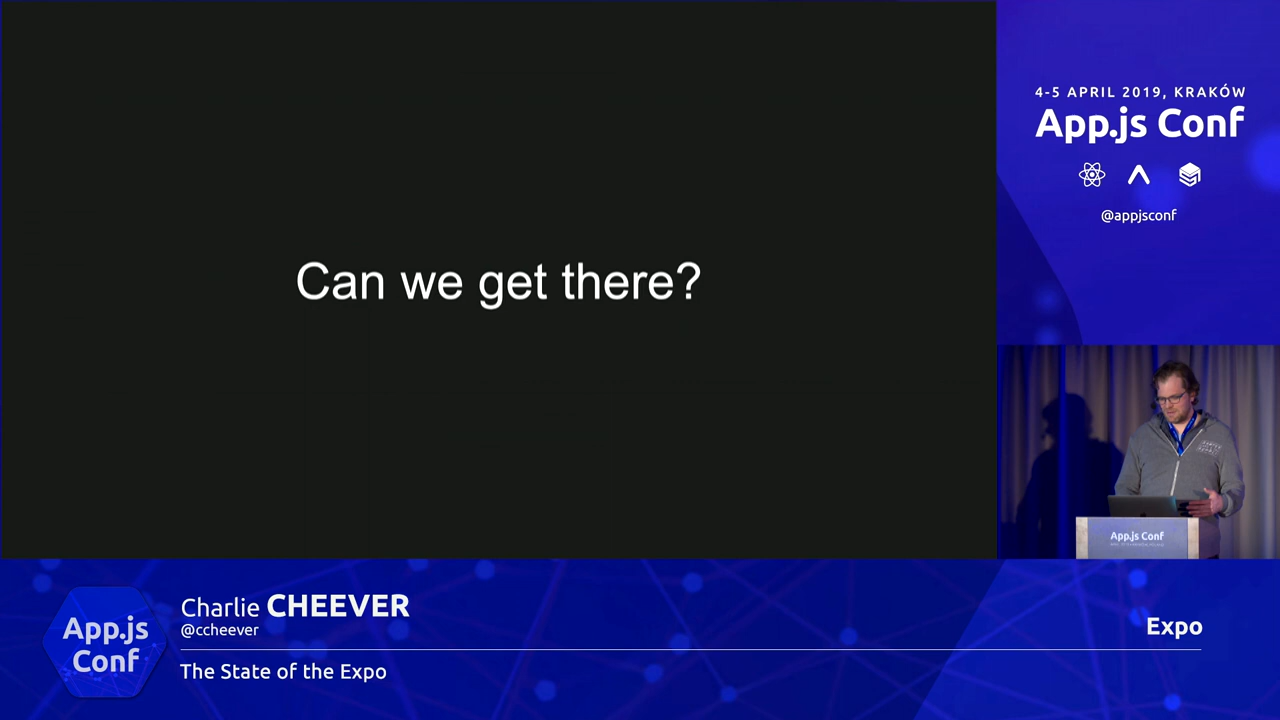 Can we get there?
4-5 APRIL 2019, KRAKÓW
App.js Conf
@appjsconf
App.js Conf
Charlie CHEEVER
@ccheever
The State of the Expo
Expo
App.js
Conf